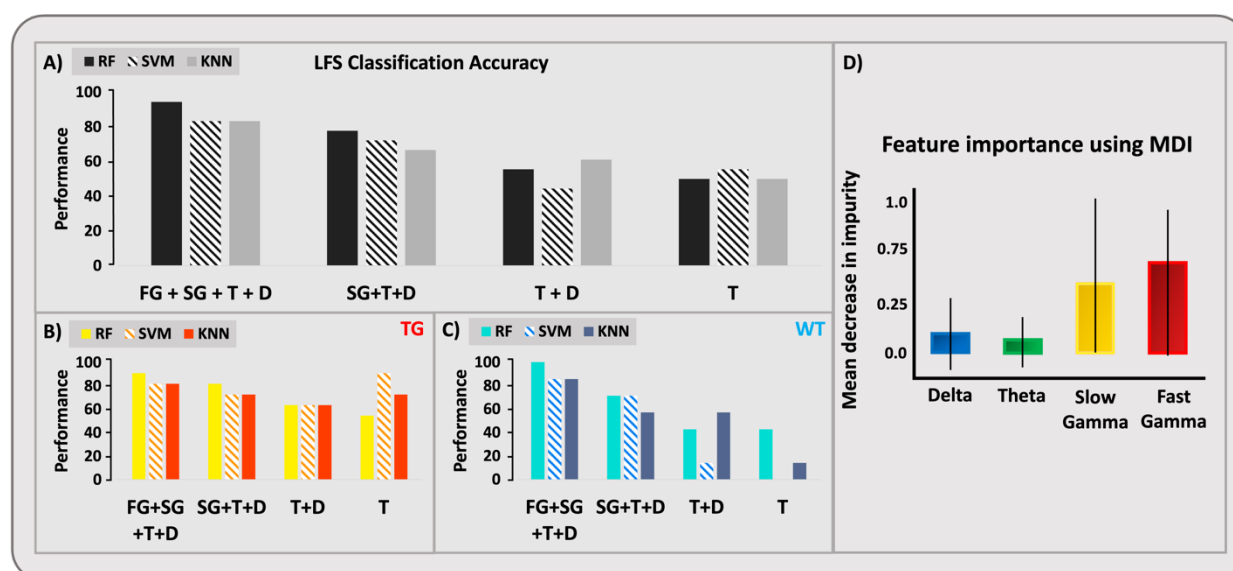 A) RF SVM KNN LFS Classification Accuracy
Performance
100
80
60
40
20
0
FG + SG + T + D SG+T+D T + D T
B) RF SVM KNN TG
Performance
100
80
60
40
20
0
FG+SG SG+T+D T+D T
+T+D
C) RF SVM KNN WT
Performance
100
80
60
40
20
0
FG+SG SG+T+D T+D T
+T+D
D)
Feature importance using MDI
Mean decrease in impurity
1.0
0.75
0.25
0.0
Delta Theta Slow Fast
Gamma Gamma